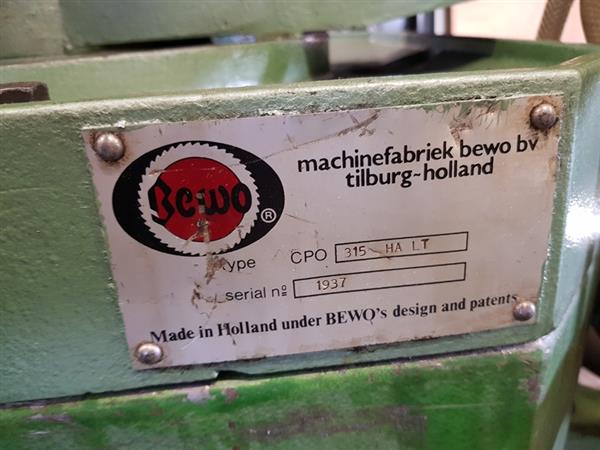 Bewo
®
machinefabriek bewo bv
tilburg-holland
type CPO 315 HA LT
serial nº 1937
Made in Holland under BEWO's design and patents